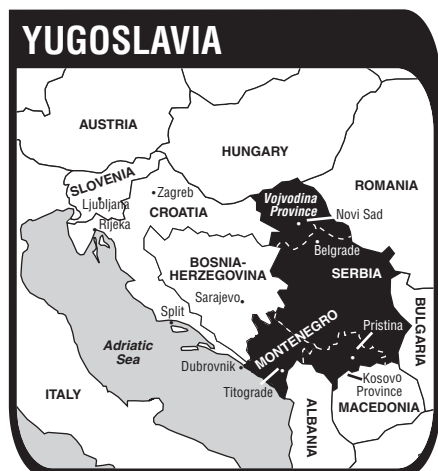 YUGOSLAVIA
AUSTRIA
HUNGARY
SLOVENIA
Ljubljana
Zagreb
CROATIA
Rijeka
ROMANIA
Vojvodina
Province
Novi Sad
Belgrade
BOSNIA-
HERZEGOVINA
SERBIA
Sarajevo
Split
BULGARIA
MONTENEGRO
Pristina
Adriatic
Sea
Dubrovnik
Titograde
Kosovo
Province
ITALY
ALBANIA
MACEDONIA